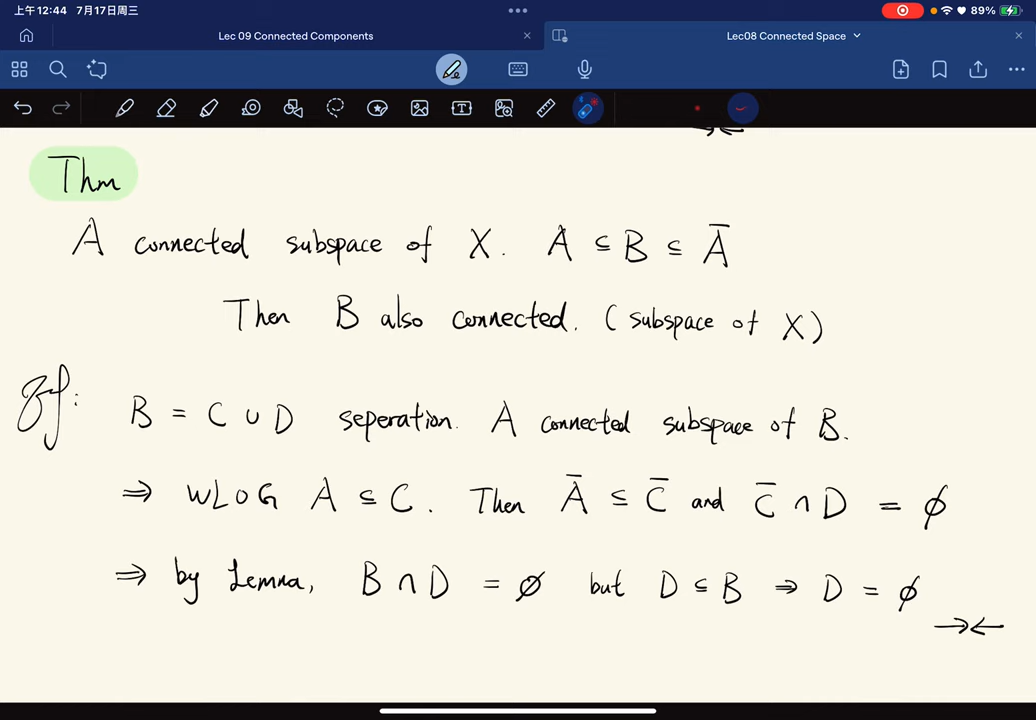 上午12:44 7月17日周三
89%
Lec 09 Connected Components
Lec08 Connected Space
Thm
A connected subspace of X. A ⊆ B ⊆ Ā
Then B also connected. (subspace of X)
Pf:
B = C ∪ D seperation. A connected subspace of B.
⇒ WLOG A ⊆ C. Then Ā ⊆ C̄ and C̄ ∩ D = ∅
⇒ by Lemma, B ∩ D = ∅ but D ⊆ B ⇒ D = ∅
→←